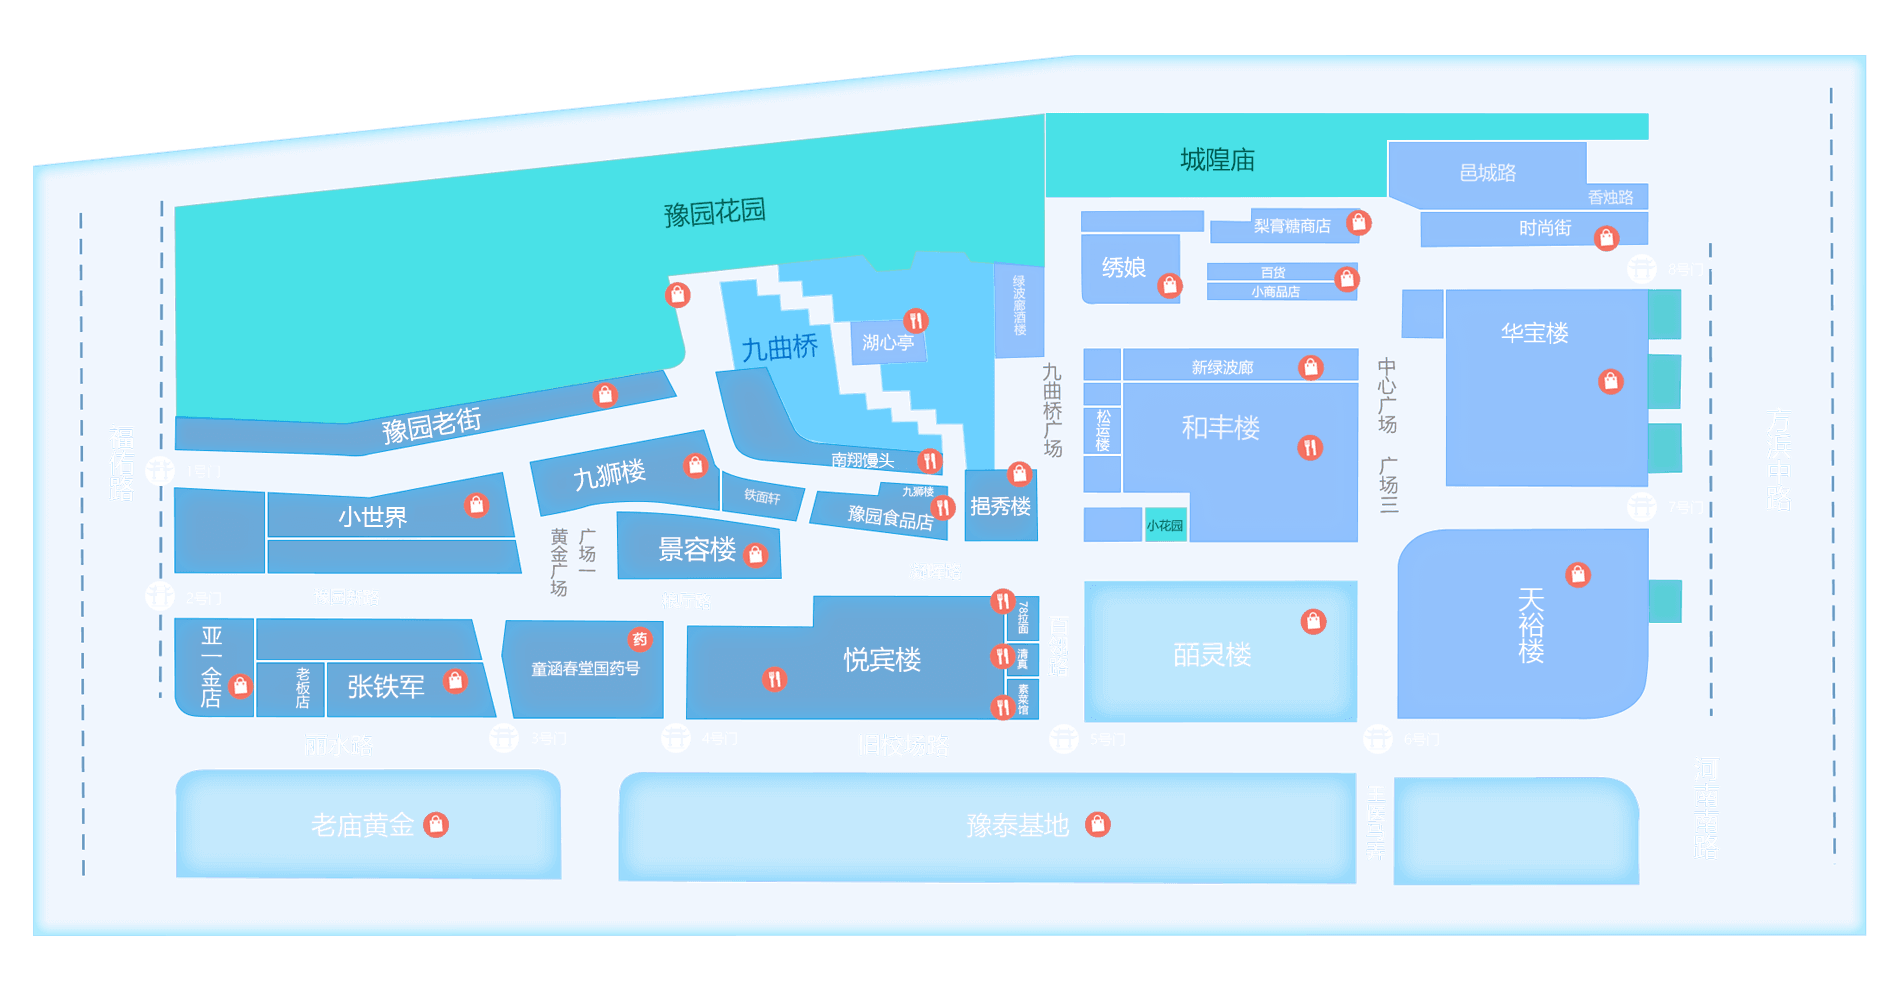 城隍庙
邑城路
香烛路
豫园花园
梨膏糖商店
时尚街
绣娘
百货
小商品店
8号门
绿波廊酒楼
九曲桥
湖心亭
华宝楼
新绿波廊
九曲桥广场
中心广场
广场三
豫园老街
松运楼
和丰楼
方浜中路
福佑路
1号门
九狮楼
南翔馒头
铁面轩
九狮楼
豫园食品店
挹秀楼
小世界
7号门
黄金广场
广场一
景容楼
小花园
2号门
天裕楼
亚一金店
老板店
张铁军
童涵春堂国药号
药
悦宾楼
78拉面
清真
素菜馆
皕灵楼
丽水路
3号门
4号门
旧校场路
5号门
6号门
河南南路
老庙黄金
豫泰基地